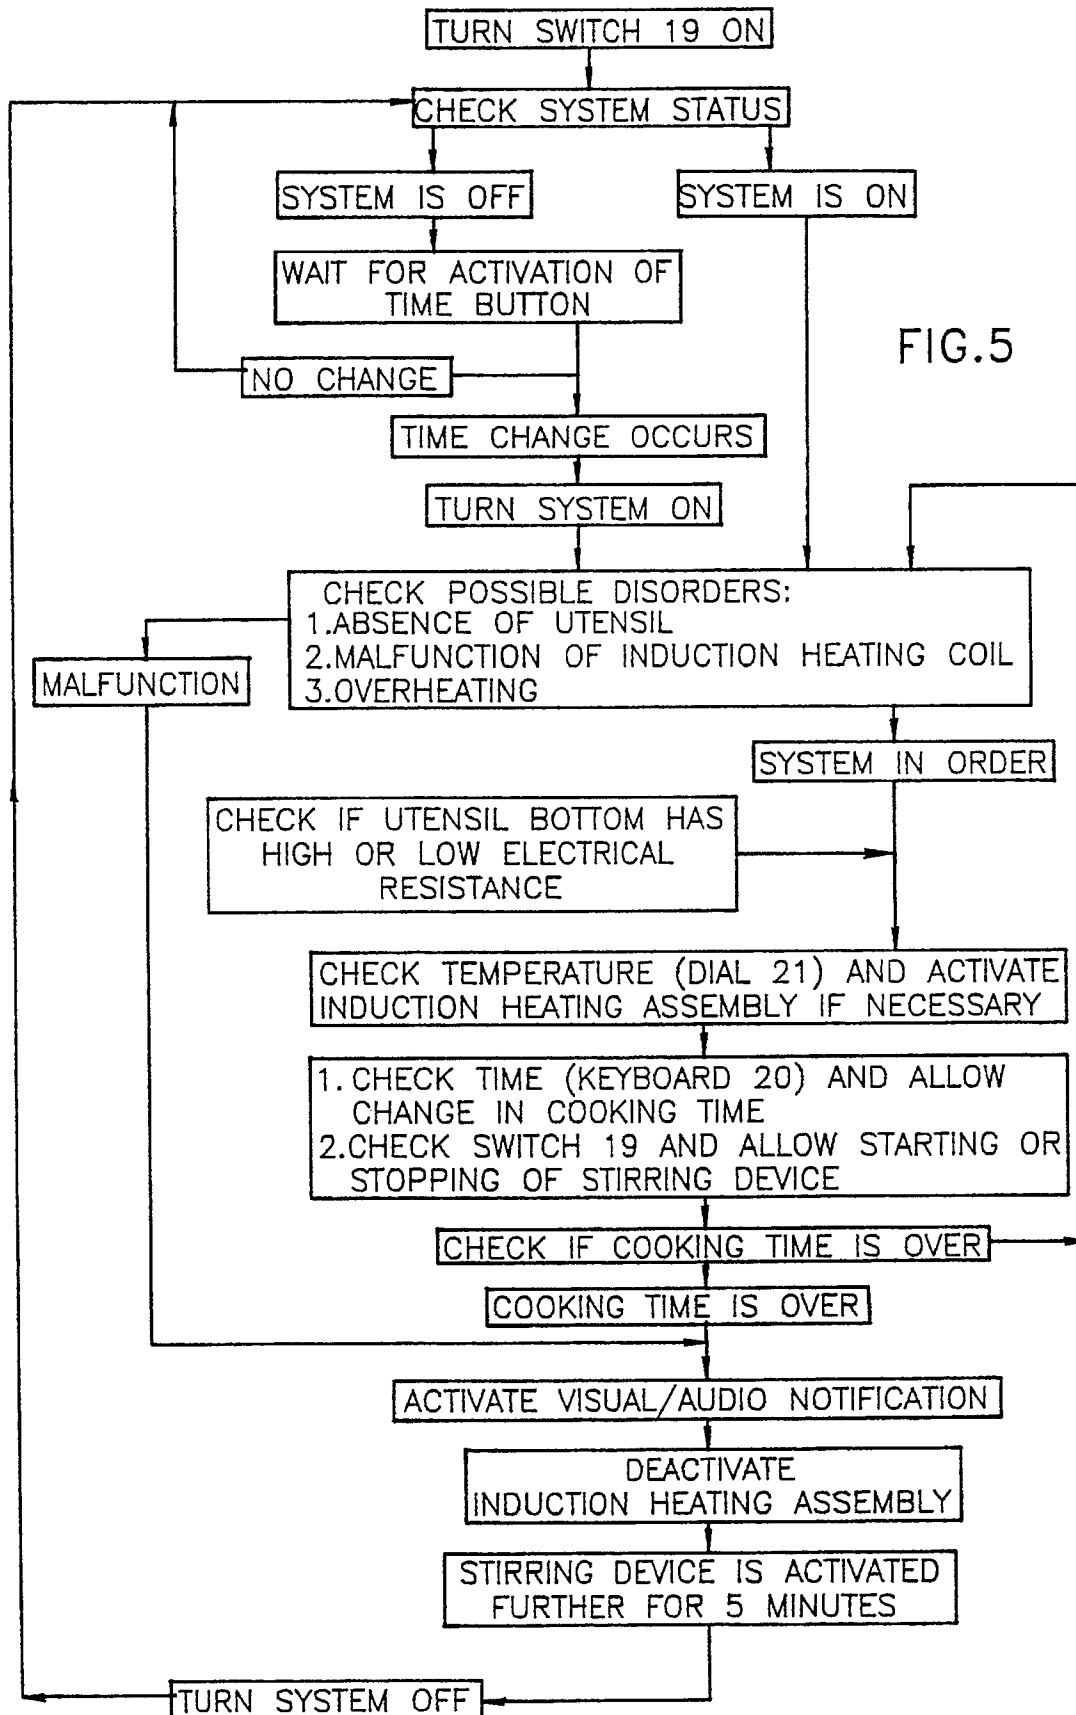 TURN SWITCH 19 ON
CHECK SYSTEM STATUS
SYSTEM IS OFF
SYSTEM IS ON
WAIT FOR ACTIVATION OF
TIME BUTTON
FIG.5
NO CHANGE
TIME CHANGE OCCURS
TURN SYSTEM ON
CHECK POSSIBLE DISORDERS:
1.ABSENCE OF UTENSIL
2.MALFUNCTION OF INDUCTION HEATING COIL
3.OVERHEATING
MALFUNCTION
SYSTEM IN ORDER
CHECK IF UTENSIL BOTTOM HAS
HIGH OR LOW ELECTRICAL
RESISTANCE
CHECK TEMPERATURE (DIAL 21) AND ACTIVATE
INDUCTION HEATING ASSEMBLY IF NECESSARY
1. CHECK TIME (KEYBOARD 20) AND ALLOW
CHANGE IN COOKING TIME
2.CHECK SWITCH 19 AND ALLOW STARTING OR
STOPPING OF STIRRING DEVICE
CHECK IF COOKING TIME IS OVER
COOKING TIME IS OVER
ACTIVATE VISUAL/AUDIO NOTIFICATION
DEACTIVATE
INDUCTION HEATING ASSEMBLY
STIRRING DEVICE IS ACTIVATED
FURTHER FOR 5 MINUTES
TURN SYSTEM OFF